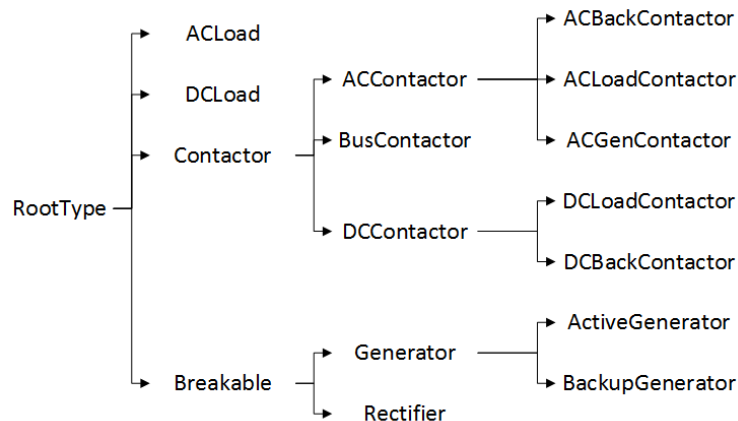 RootType
ACLoad
DCLoad
Contactor
Breakable
ACContactor
BusContactor
DCContactor
Generator
Rectifier
ACBackContactor
ACLoadContactor
ACGenContactor
DCLoadContactor
DCBackContactor
ActiveGenerator
BackupGenerator